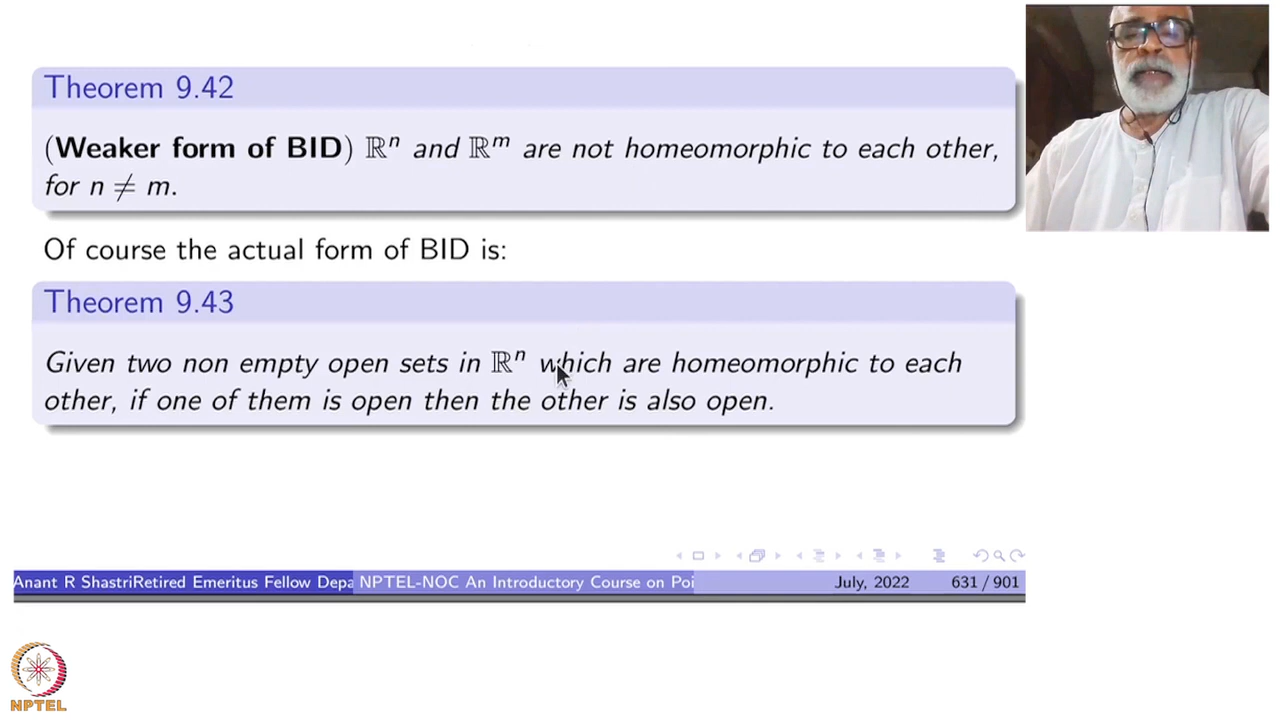 Theorem 9.42
(Weaker form of BID) ℝⁿ and ℝᵐ are not homeomorphic to each other,
for n ≠ m.
Of course the actual form of BID is:
Theorem 9.43
Given two non empty open sets in ℝⁿ which are homeomorphic to each
other, if one of them is open then the other is also open.
Anant R ShastriRetired Emeritus Fellow Depa NPTEL-NOC An Introductory Course on Poi July, 2022 631 / 901
NPTEL